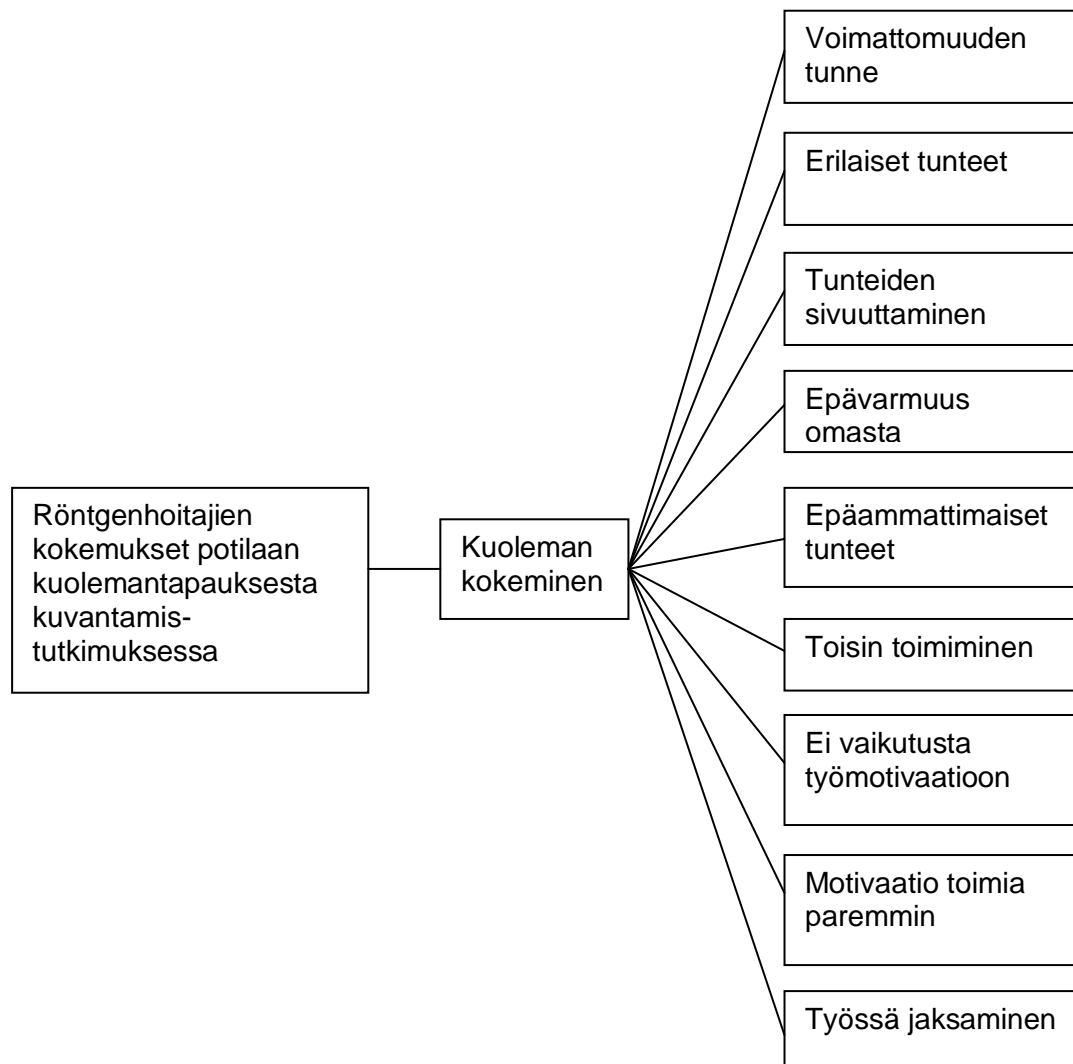 Röntgenhoitajien
kokemukset potilaan
kuolemantapauksesta
kuvantamis-
tutkimuksessa
Kuoleman
kokeminen
Voimattomuuden
tunne
Erilaiset tunteet
Tunteiden
sivuuttaminen
Epävarmuus
omasta
Epäammattimaiset
tunteet
Toisin toimiminen
Ei vaikutusta
työmotivaatioon
Motivaatio toimia
paremmin
Työssä jaksaminen